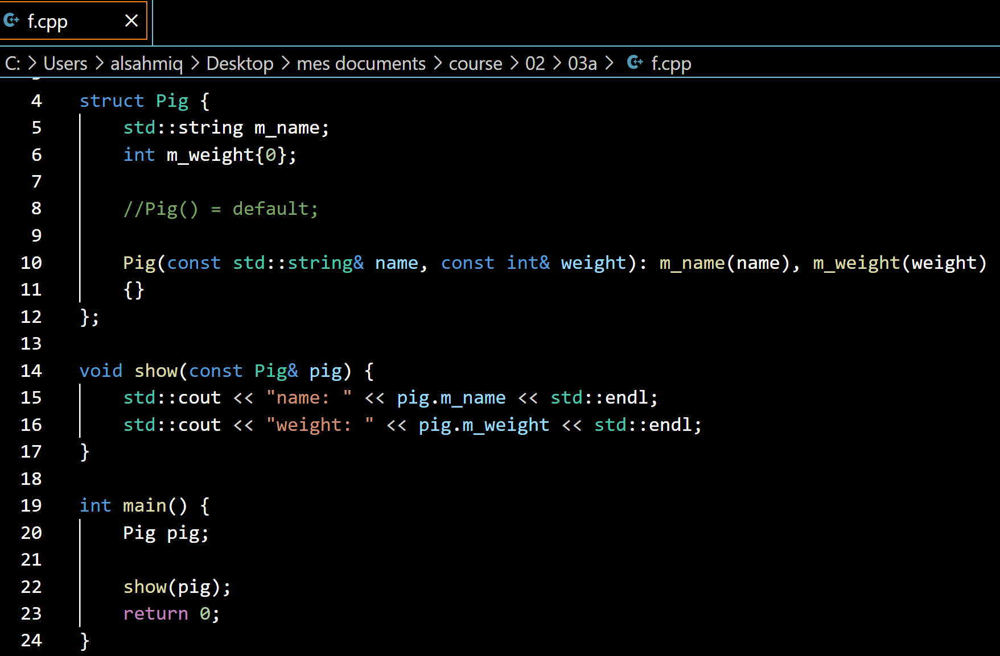 f.cpp
C: > Users > alsahmiq > Desktop > mes documents > course > 02 > 03a > f.cpp
4 struct Pig {
5     std::string m_name;
6     int m_weight{0};
7
8     //Pig() = default;
9
10     Pig(const std::string& name, const int& weight): m_name(name), m_weight(weight)
11     {}
12 };
13
14 void show(const Pig& pig) {
15     std::cout << "name: " << pig.m_name << std::endl;
16     std::cout << "weight: " << pig.m_weight << std::endl;
17 }
18
19 int main() {
20     Pig pig;
21
22     show(pig);
23     return 0;
24 }